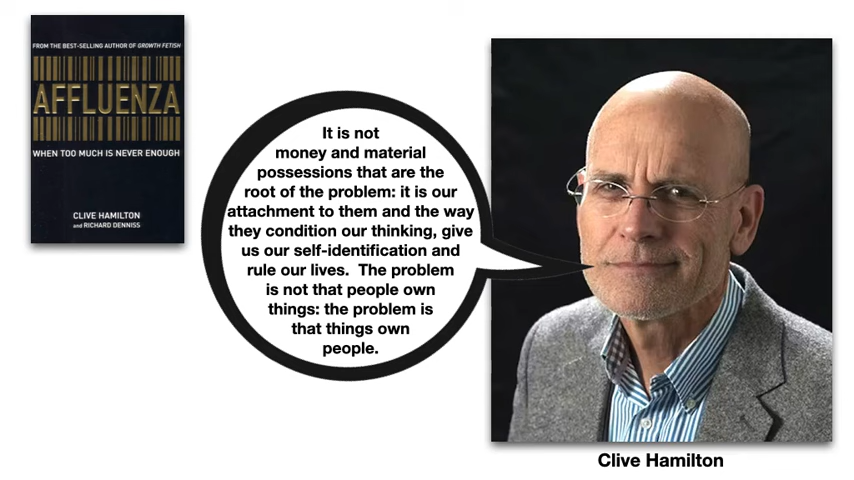 FROM THE BEST-SELLING AUTHOR OF GROWTH FETISH
AFFLUENZA
WHEN TOO MUCH IS NEVER ENOUGH
CLIVE HAMILTON
and RICHARD DENNISS
It is not
money and material
possessions that are the
root of the problem: it is our
attachment to them and the way
they condition our thinking, give
us our self-identification and
rule our lives. The problem
is not that people own
things: the problem is
that things own
people.
Clive Hamilton